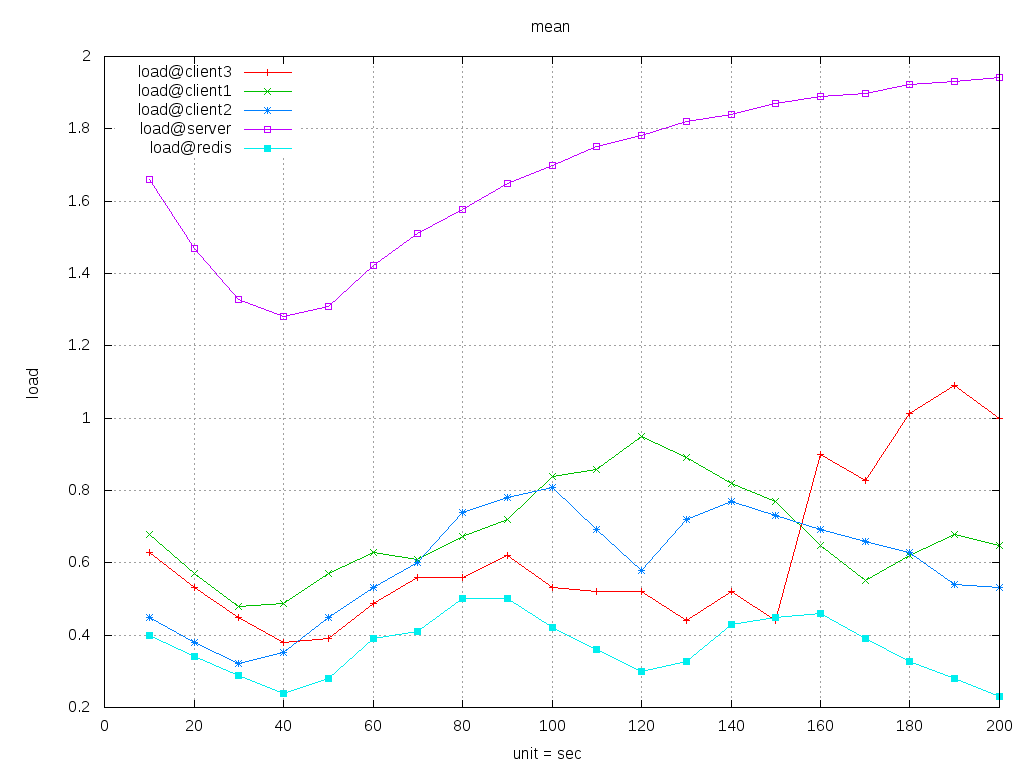 mean
2
1.8
1.6
1.4
1.2
1
0.8
0.6
0.4
0.2
load
load@client3
load@client1
load@client2
load@server
load@redis
0 20 40 60 80 100 120 140 160 180 200
unit = sec